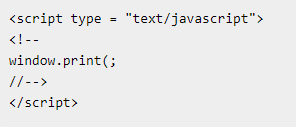 <script type = "text/javascript">
<!--
window.print(;
//-->
</script>